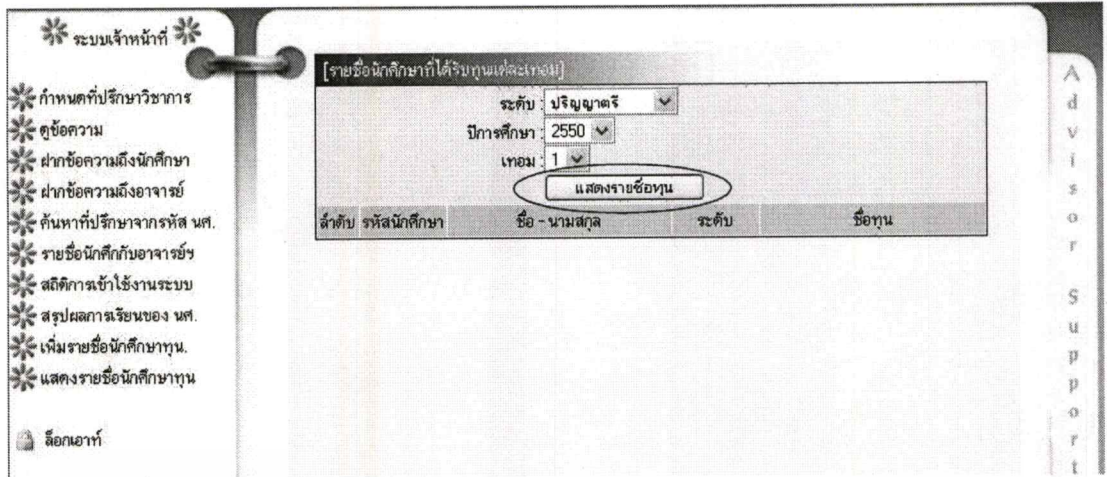 ระบบเจ้าหน้าที่
กำหนดที่ปรึกษาวิชาการ
ดูข้อความ
ฝากข้อความถึงนักศึกษา
ฝากข้อความถึงอาจารย์
ค้นหาที่ปรึกษาจากรหัส นศ.
รายชื่อนักศึกกับอาจารย์ฯ
สถิติการเข้าใช้งานระบบ
สรุปผลการเรียนของ นศ.
เพิ่มรายชื่อนักศึกษาทุน.
แสดงรายชื่อนักศึกษาทุน
ล็อกเอาท์
[รายชื่อนักศึกษาที่ได้รับทุนแต่ละเทอม]
ระดับ : ปริญญาตรี
ปีการศึกษา : 2550
เทอม : 1
แสดงรายชื่อทุน
ลำดับ รหัสนักศึกษา ชื่อ - นามสกุล ระดับ ชื่อทุน
Advisor Support